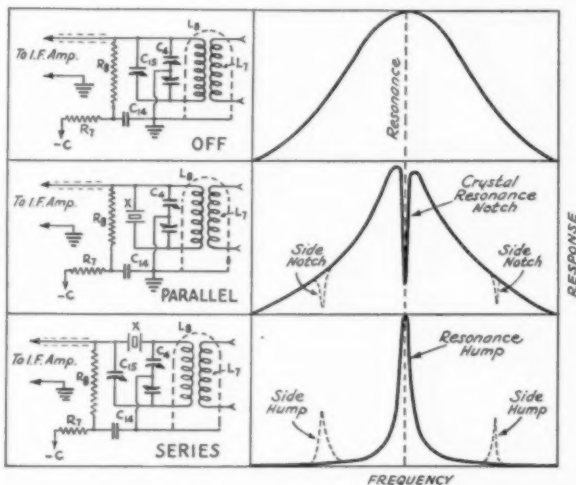 To I.F. Amp.
R8
C15
C4
L8
L7
R7
C14
-C
OFF
Resonance
To I.F. Amp.
R8
X
C4
L8
L7
R7
C14
-C
PARALLEL
Crystal
Resonance
Notch
Side
Notch
Side
Notch
To I.F. Amp.
R8
X
C15
C4
L8
L7
R7
C14
-C
SERIES
Resonance
Hump
Side
Hump
Side
Hump
RESPONSE
FREQUENCY